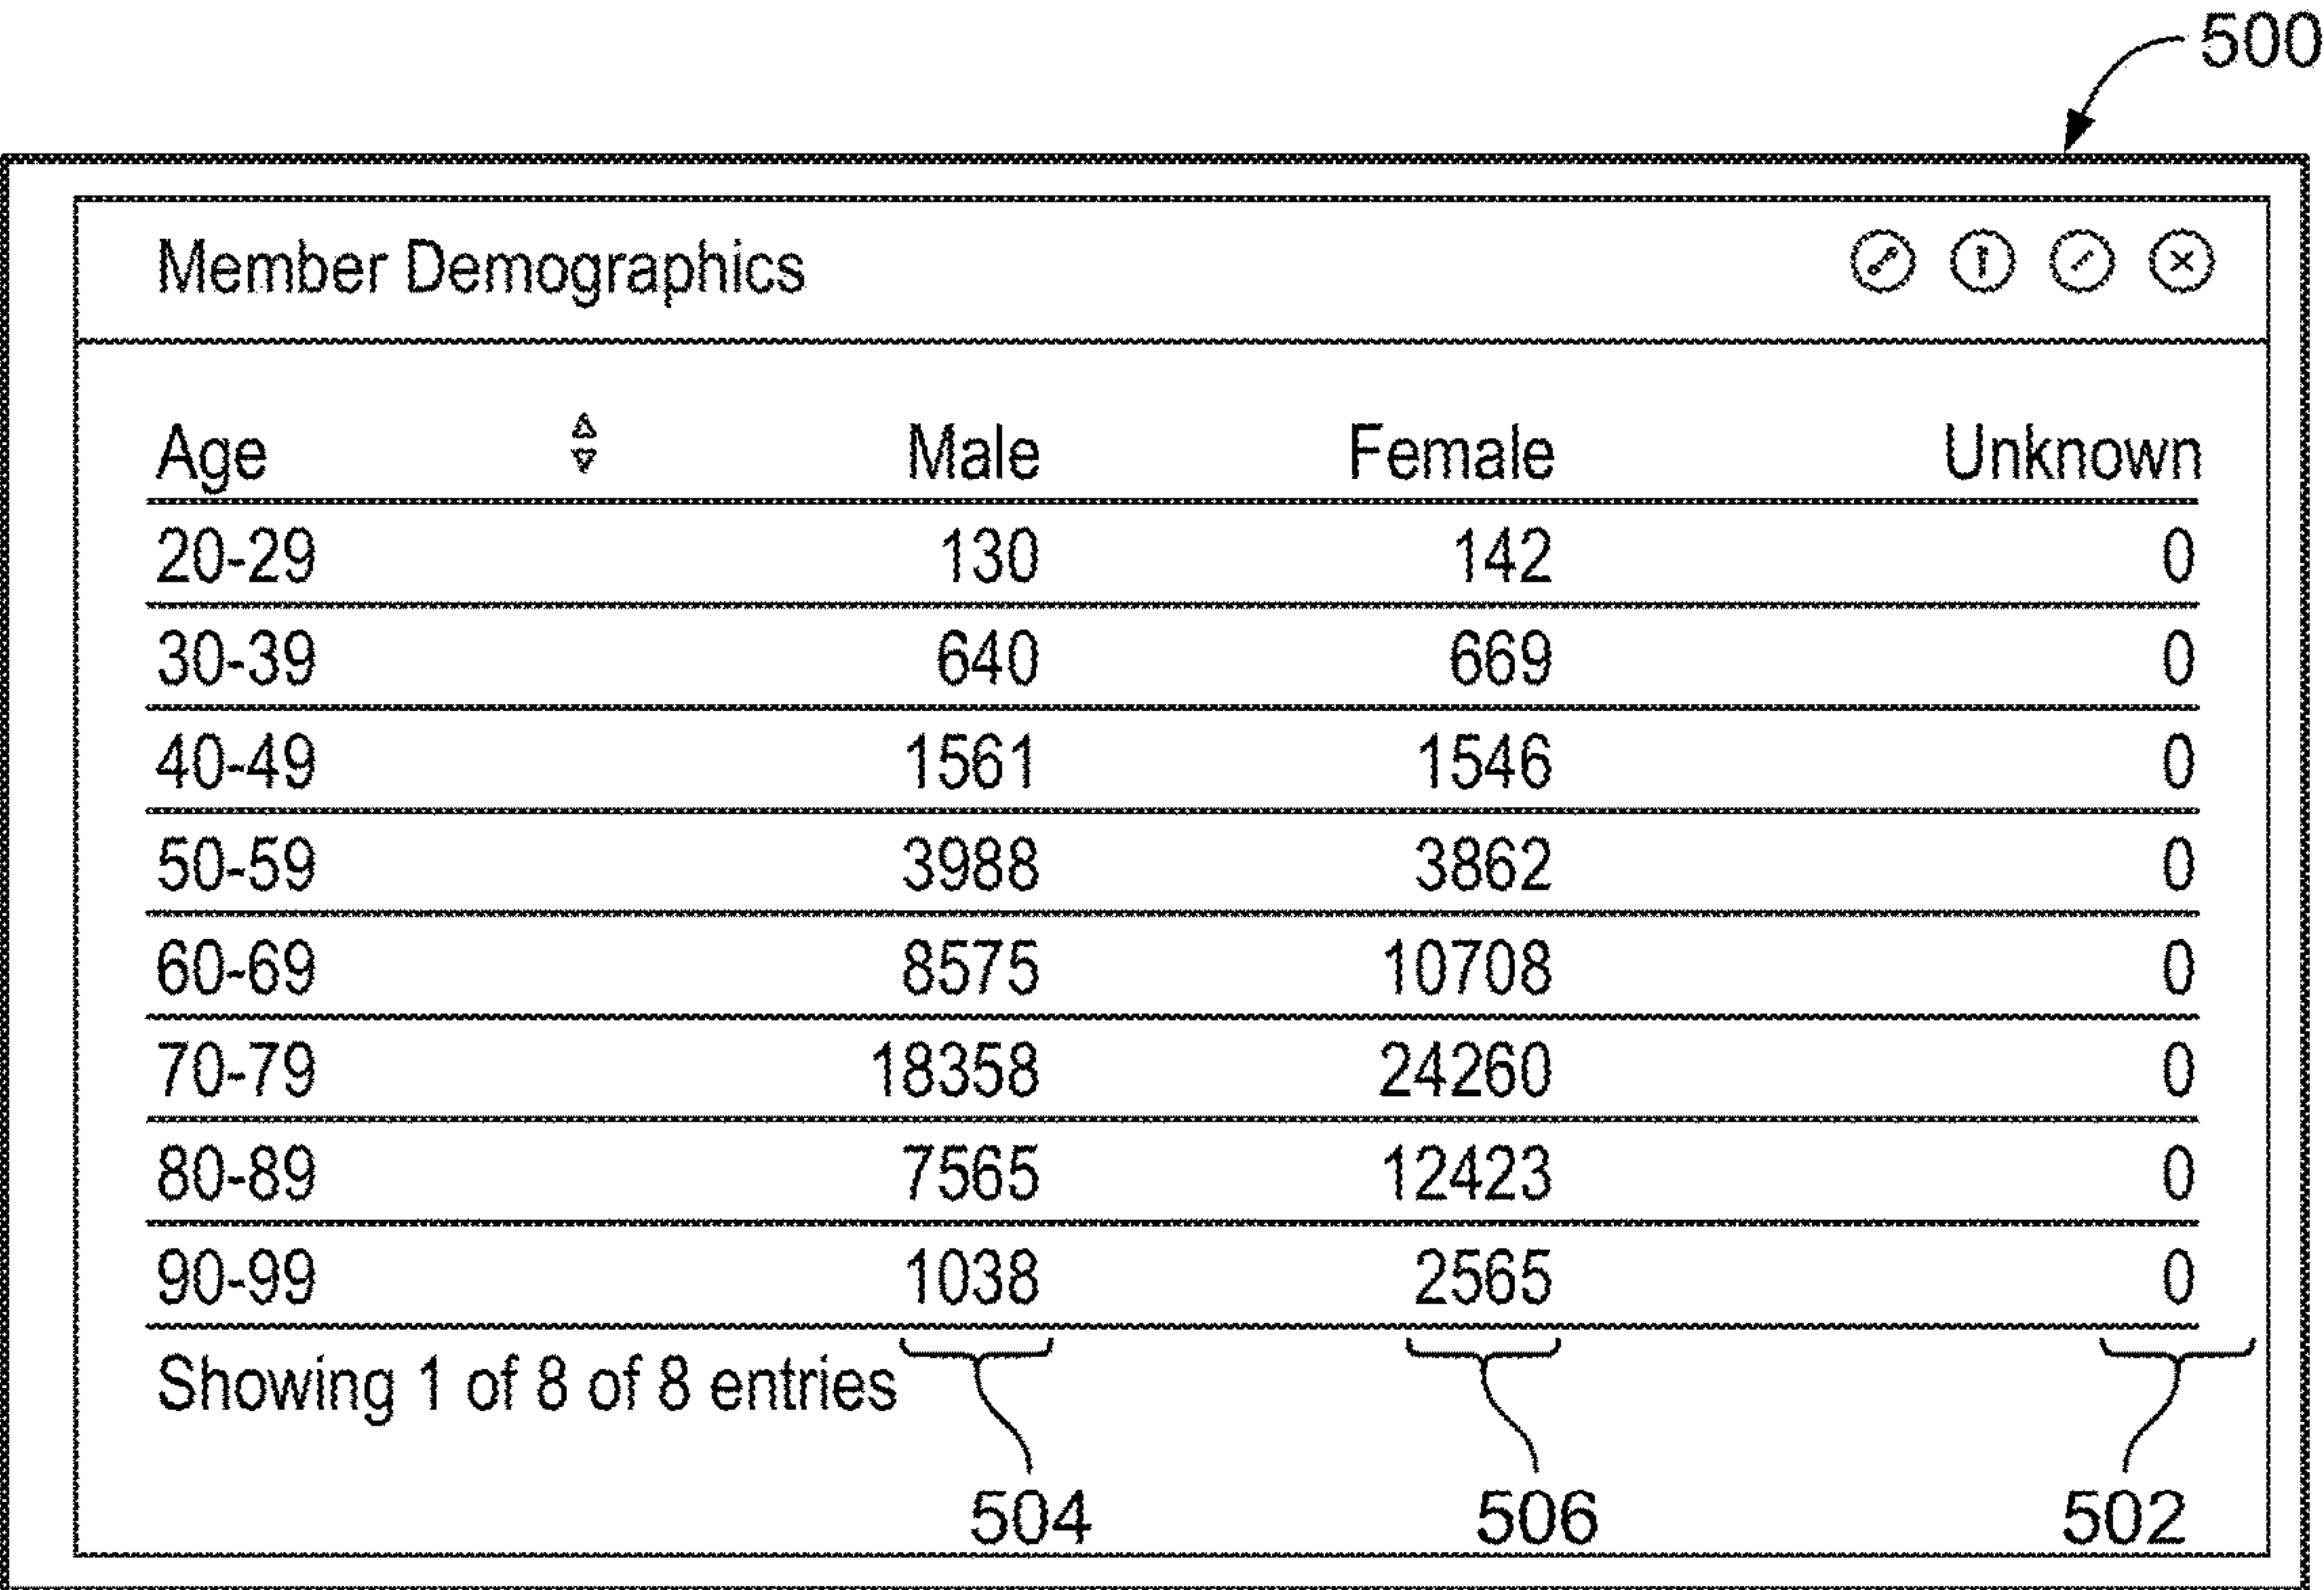 500
Member Demographics
Age Male Female Unknown
20-29 130 142 0
30-39 640 669 0
40-49 1561 1546 0
50-59 3988 3862 0
60-69 8575 10708 0
70-79 18358 24260 0
80-89 7565 12423 0
90-99 1038 2565 0
Showing 1 of 8 of 8 entries
504 506 502